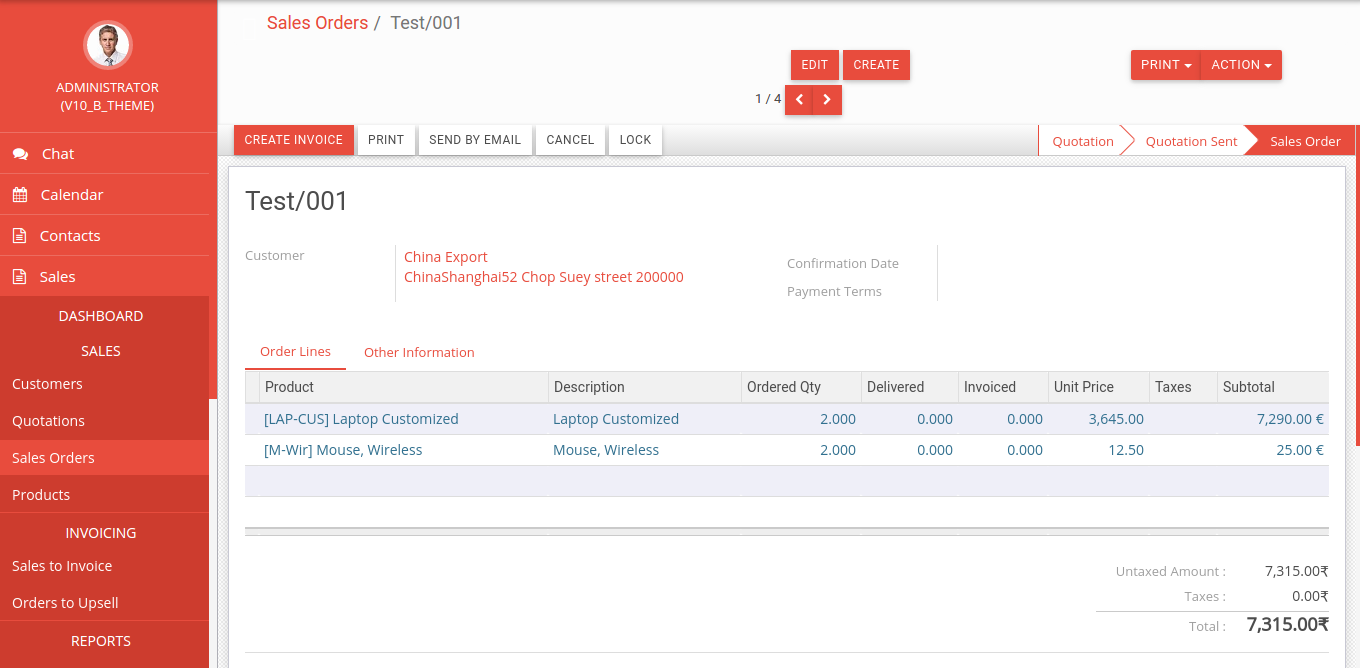 ADMINISTRATOR
(V10_B_THEME)
Chat
Calendar
Contacts
Sales
DASHBOARD
SALES
Customers
Quotations
Sales Orders
Products
INVOICING
Sales to Invoice
Orders to Upsell
REPORTS
Sales Orders / Test/001
EDIT CREATE
PRINT ACTION
1 / 4
CREATE INVOICE PRINT SEND BY EMAIL CANCEL LOCK
Quotation Quotation Sent Sales Order
Test/001
Customer
China Export
ChinaShanghai52 Chop Suey street 200000
Confirmation Date
Payment Terms
Order Lines Other Information
Product Description Ordered Qty Delivered Invoiced Unit Price Taxes Subtotal
[LAP-CUS] Laptop Customized Laptop Customized 2.000 0.000 0.000 3,645.00 7,290.00 €
[M-Wir] Mouse, Wireless Mouse, Wireless 2.000 0.000 0.000 12.50 25.00 €
Untaxed Amount : 7,315.00₹
Taxes : 0.00₹
Total : 7,315.00₹